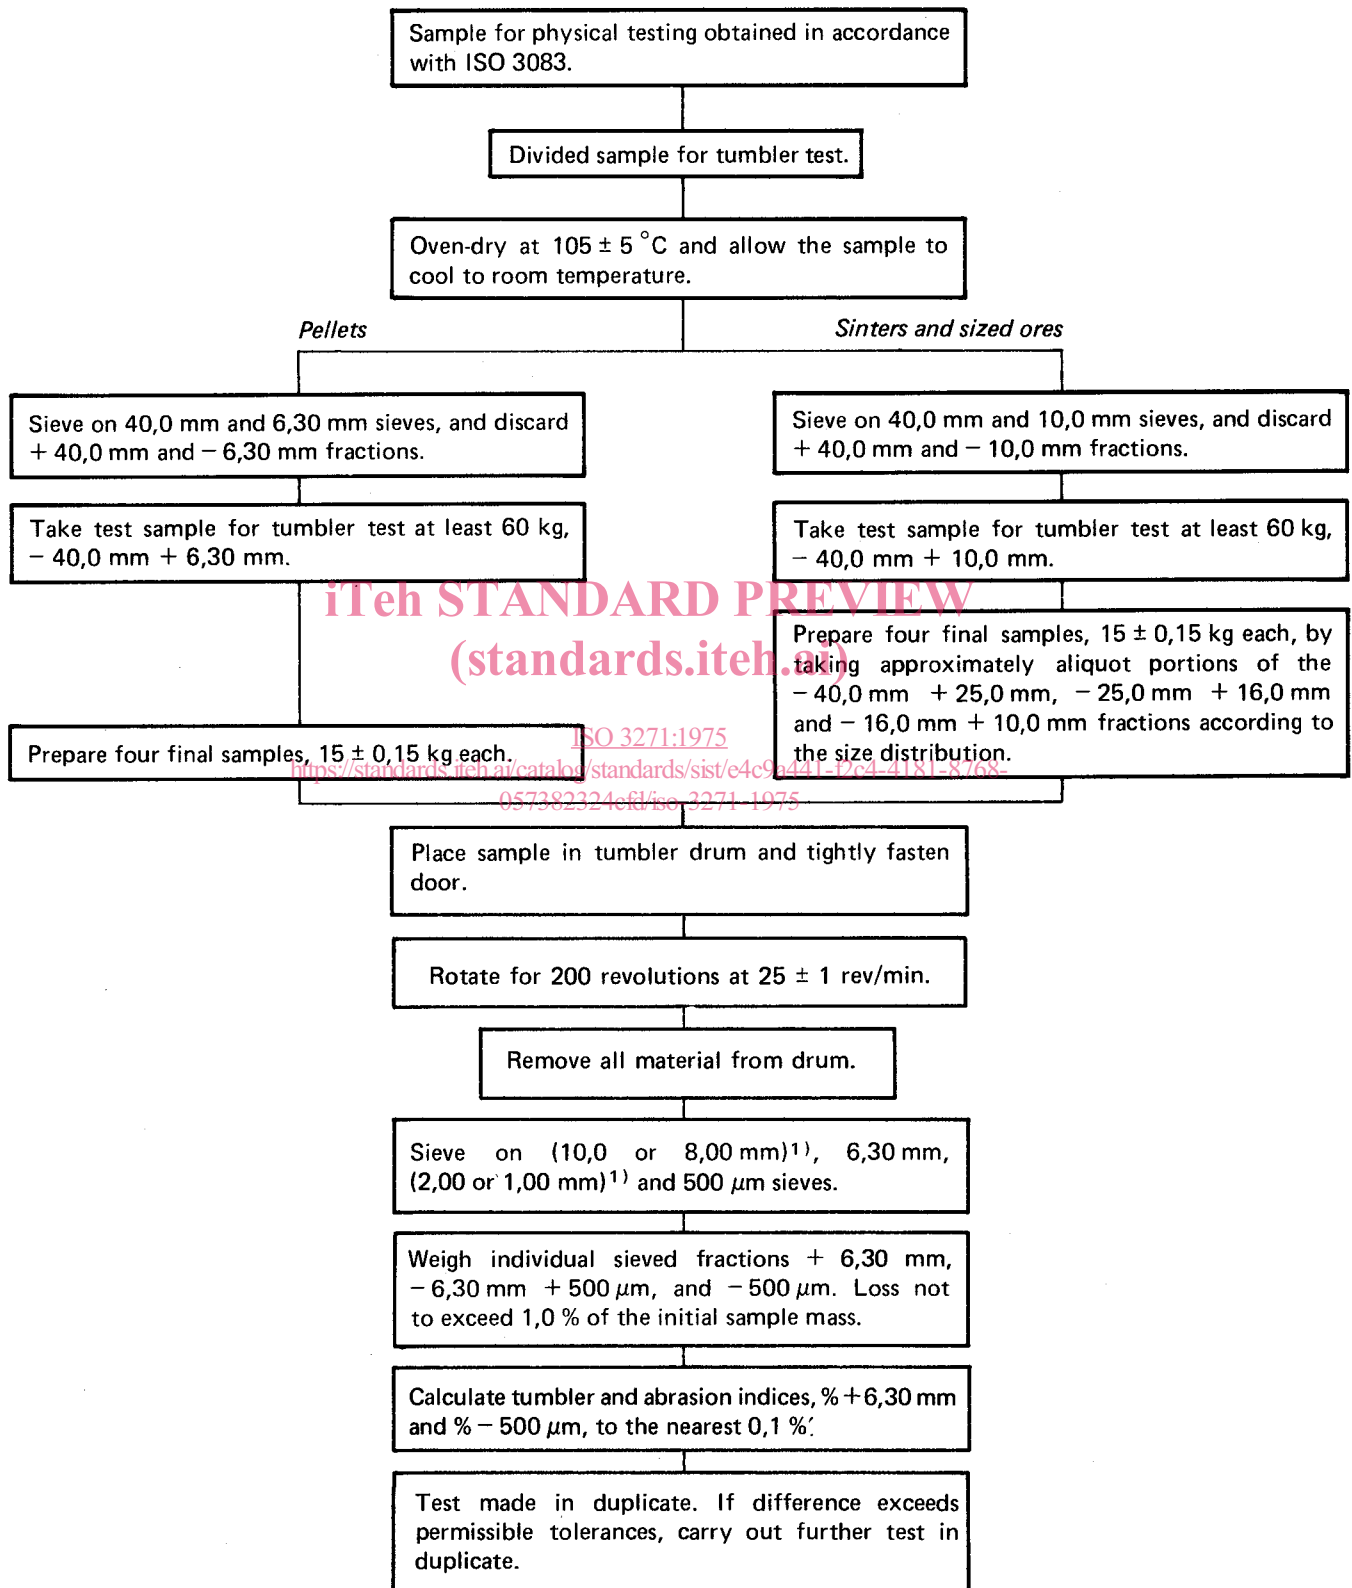 Sample for physical testing obtained in accordance
with ISO 3083.
Divided sample for tumbler test.
Oven-dry at 105 ± 5 °C and allow the sample to
cool to room temperature.
Pellets
Sinters and sized ores
Sieve on 40,0 mm and 6,30 mm sieves, and discard
+ 40,0 mm and − 6,30 mm fractions.
Take test sample for tumbler test at least 60 kg,
− 40,0 mm + 6,30 mm.
Prepare four final samples, 15 ± 0,15 kg each.
Sieve on 40,0 mm and 10,0 mm sieves, and discard
+ 40,0 mm and − 10,0 mm fractions.
Take test sample for tumbler test at least 60 kg,
− 40,0 mm + 10,0 mm.
Prepare four final samples, 15 ± 0,15 kg each, by
taking approximately aliquot portions of the
− 40,0 mm + 25,0 mm, − 25,0 mm + 16,0 mm
and − 16,0 mm + 10,0 mm fractions according to
the size distribution.
iTeh STANDARD PREVIEW
(standards.iteh.ai)
ISO 3271:1975
https://standards.iteh.ai/catalog/standards/sist/e4c9a441-f2c4-4181-8768-
057382324cfd/iso-3271-1975
Place sample in tumbler drum and tightly fasten
door.
Rotate for 200 revolutions at 25 ± 1 rev/min.
Remove all material from drum.
Sieve on (10,0 or 8,00 mm)1), 6,30 mm,
(2,00 or 1,00 mm)1) and 500 μm sieves.
Weigh individual sieved fractions + 6,30 mm,
− 6,30 mm + 500 μm, and − 500 μm. Loss not
to exceed 1,0 % of the initial sample mass.
Calculate tumbler and abrasion indices, % +6,30 mm
and % − 500 μm, to the nearest 0,1 %.
Test made in duplicate. If difference exceeds
permissible tolerances, carry out further test in
duplicate.